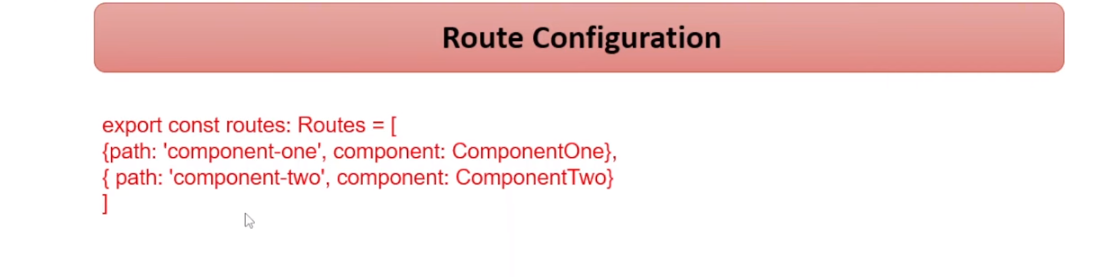 Route Configuration
export const routes: Routes = [
{path: 'component-one', component: ComponentOne},
{ path: 'component-two', component: ComponentTwo}
]